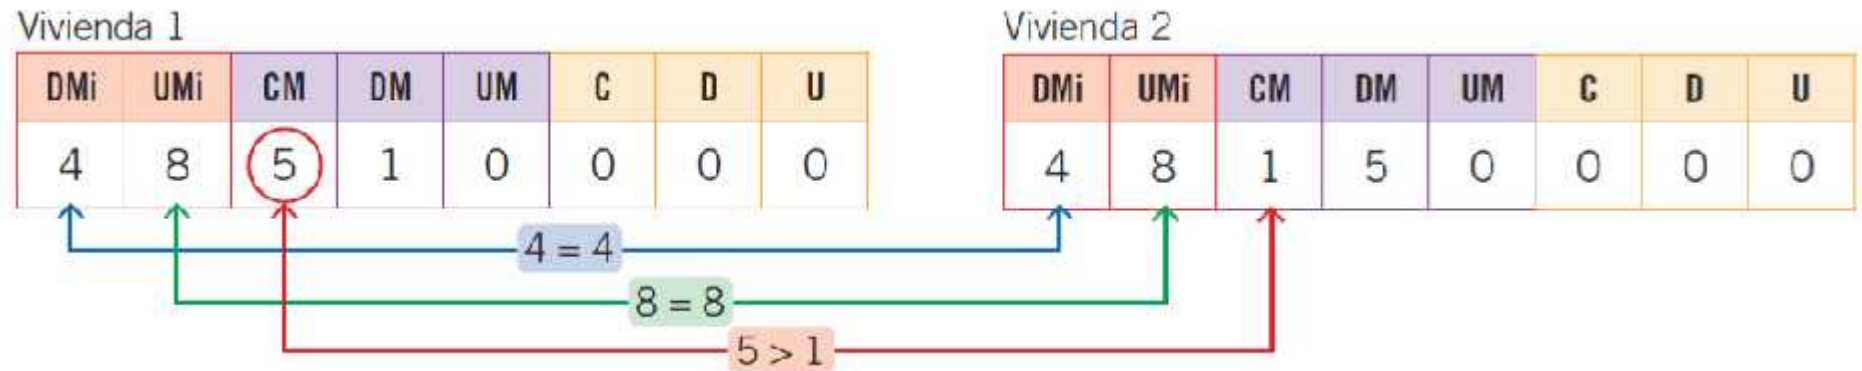 Vivienda 1
DMi UMi CM DM UM C D U
4 8 5 1 0 0 0 0
Vivienda 2
DMi UMi CM DM UM C D U
4 8 1 5 0 0 0 0
4 = 4
8 = 8
5 > 1